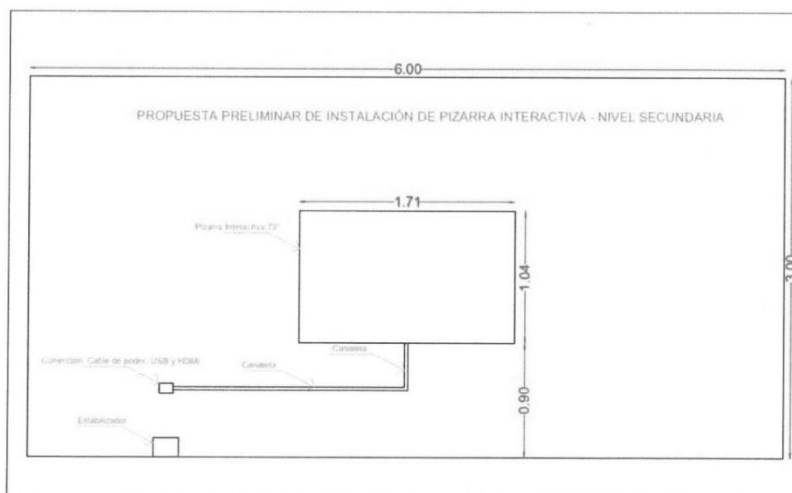 6.00
PROPUESTA PRELIMINAR DE INSTALACIÓN DE PIZARRA INTERACTIVA - NIVEL SECUNDARIA
1.71
Pizarra Interactiva 75"
1.04
3.00
Canaleta
Conexión: Cable de poder, USB y HDMI
Canaleta
0.90
Estabilizador